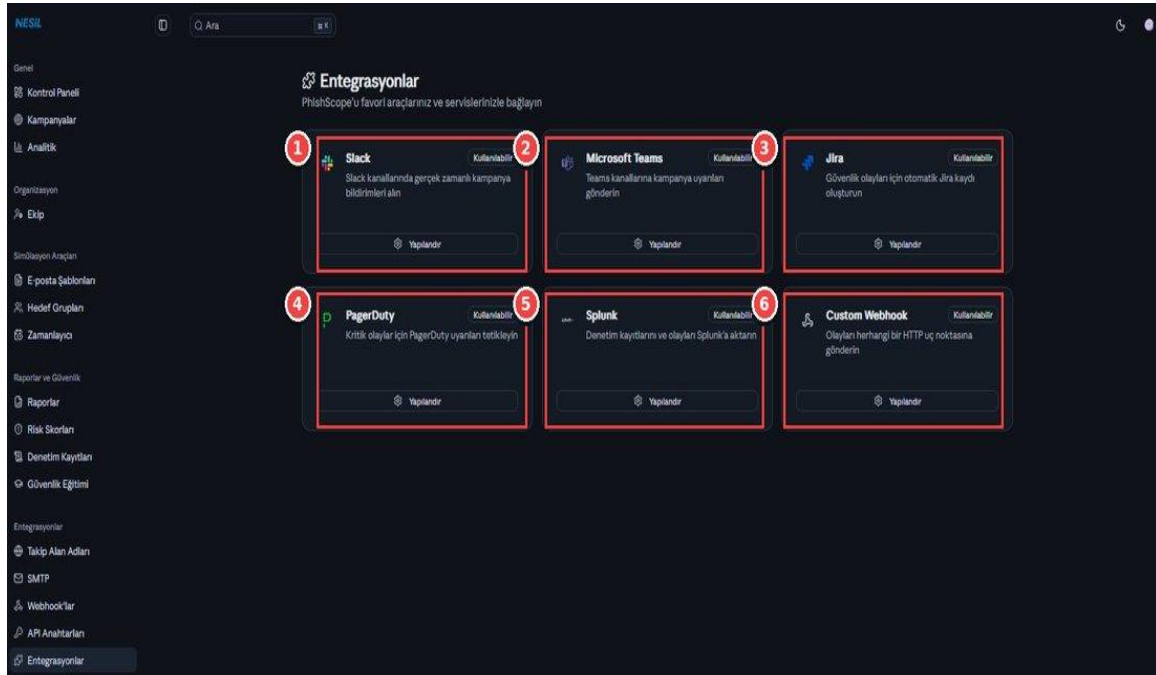 NESİL
Ara
⌘ K
Genel
Kontrol Paneli
Kampanyalar
Analitik
Organizasyon
Ekip
Simülasyon Araçları
E-posta Şablonları
Hedef Grupları
Zamanlayıcı
Raporlar ve Güvenlik
Raporlar
Risk Skorları
Denetim Kayıtları
Güvenlik Eğitimi
Entegrasyonlar
Takip Alan Adları
SMTP
Webhook'lar
API Anahtarları
Entegrasyonlar
Entegrasyonlar
PhishScope'u favori araçlarınız ve servislerinizle bağlayın
1
Slack
Kullanılabilir
Slack kanallarında gerçek zamanlı kampanya
bildirimleri alın
Yapılandır
2
Microsoft Teams
Kullanılabilir
Teams kanallarına kampanya uyarıları
gönderin
Yapılandır
3
Jira
Kullanılabilir
Güvenlik olayları için otomatik Jira kaydı
oluşturun
Yapılandır
4
PagerDuty
Kullanılabilir
Kritik olaylar için PagerDuty uyarıları tetikleyin
Yapılandır
5
Splunk
Kullanılabilir
Denetim kayıtlarını ve olayları Splunk'a aktarın
Yapılandır
6
Custom Webhook
Kullanılabilir
Olayları herhangi bir HTTP uç noktasına
gönderin
Yapılandır